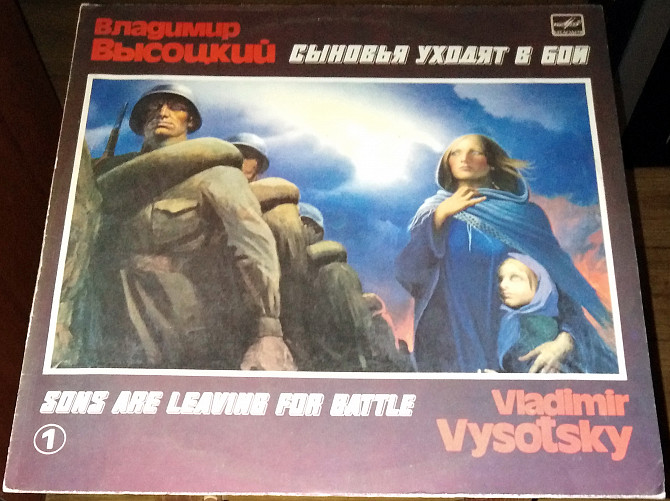 Владимир
Высоцкий СЫНОВЬЯ УХОДЯТ В БОЙ
SONS ARE LEAVING FOR BATTLE
Vladimir
Vysotsky
1